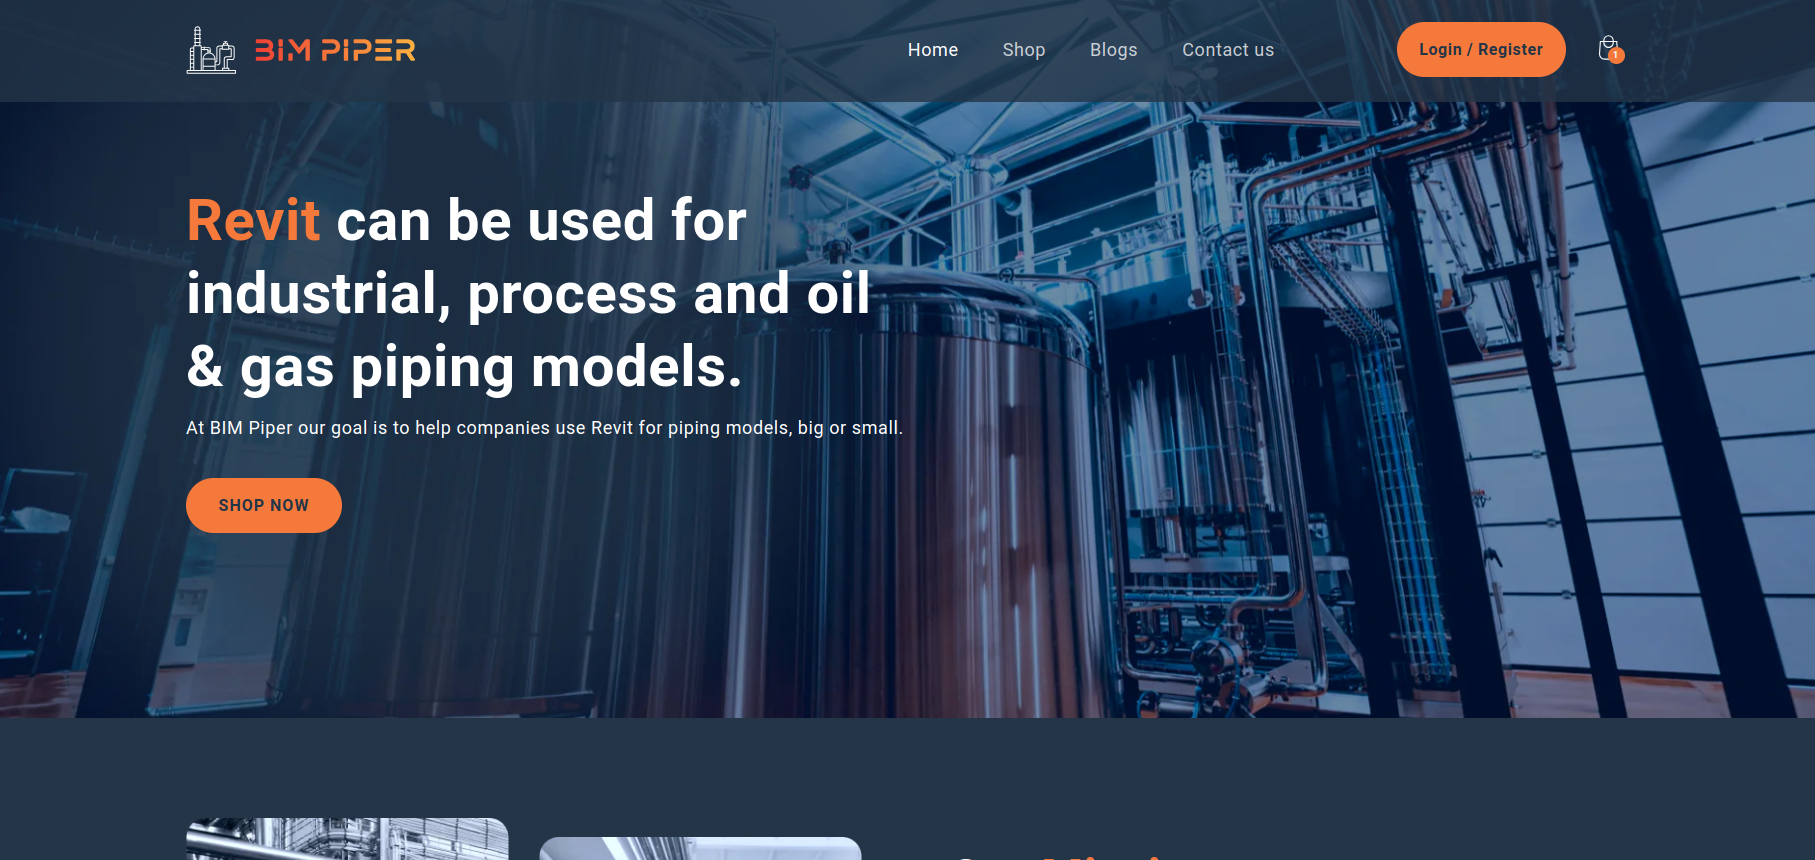 BIM PIPER
Home
Shop
Blogs
Contact us
Login / Register
1
Revit can be used for
industrial, process and oil
& gas piping models.
At BIM Piper our goal is to help companies use Revit for piping models, big or small.
SHOP NOW